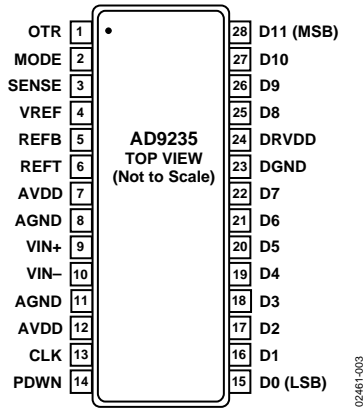 OTR 1 28 D11 (MSB)
MODE 2 27 D10
SENSE 3 26 D9
VREF 4 25 D8
REFB 5 AD9235 24 DRVDD
REFT 6 TOP VIEW 23 DGND
(Not to Scale)
AVDD 7 22 D7
AGND 8 21 D6
VIN+ 9 20 D5
VIN– 10 19 D4
AGND 11 18 D3
AVDD 12 17 D2
CLK 13 16 D1
PDWN 14 15 D0 (LSB)
02461-003